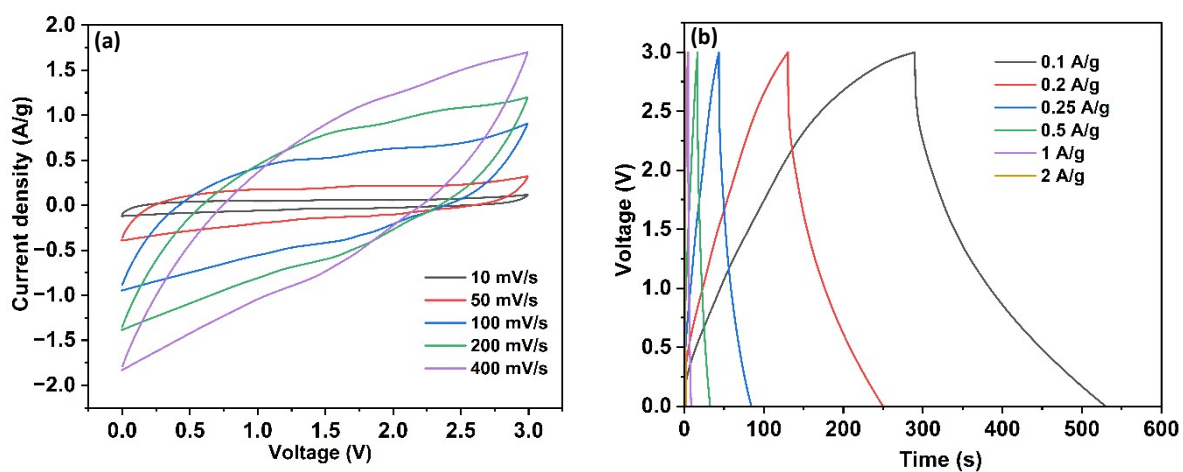 (a)
Current density (A/g)
2.0
1.5
1.0
0.5
0.0
−0.5
−1.0
−1.5
−2.0
10 mV/s
50 mV/s
100 mV/s
200 mV/s
400 mV/s
0.0 0.5 1.0 1.5 2.0 2.5 3.0
Voltage (V)
(b)
Voltage (V)
3.0
2.5
2.0
1.5
1.0
0.5
0.0
0.1 A/g
0.2 A/g
0.25 A/g
0.5 A/g
1 A/g
2 A/g
0 100 200 300 400 500 600
Time (s)